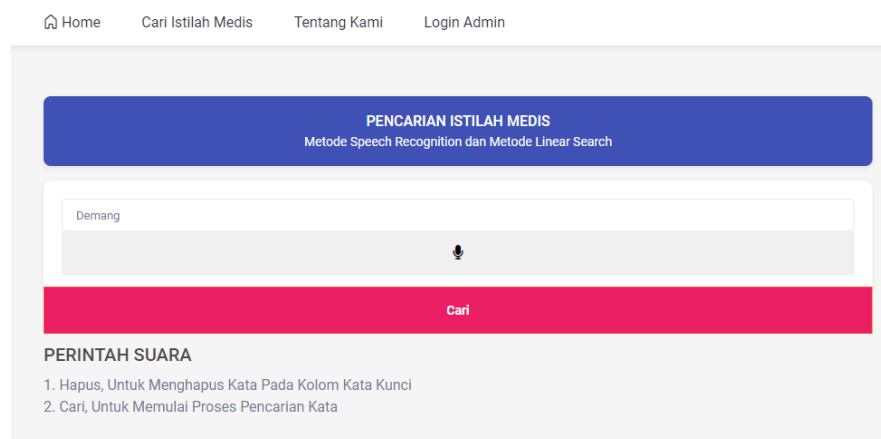 Home Cari Istilah Medis Tentang Kami Login Admin
PENCARIAN ISTILAH MEDIS
Metode Speech Recognition dan Metode Linear Search
Demang
Cari
PERINTAH SUARA
1. Hapus, Untuk Menghapus Kata Pada Kolom Kata Kunci
2. Cari, Untuk Memulai Proses Pencarian Kata